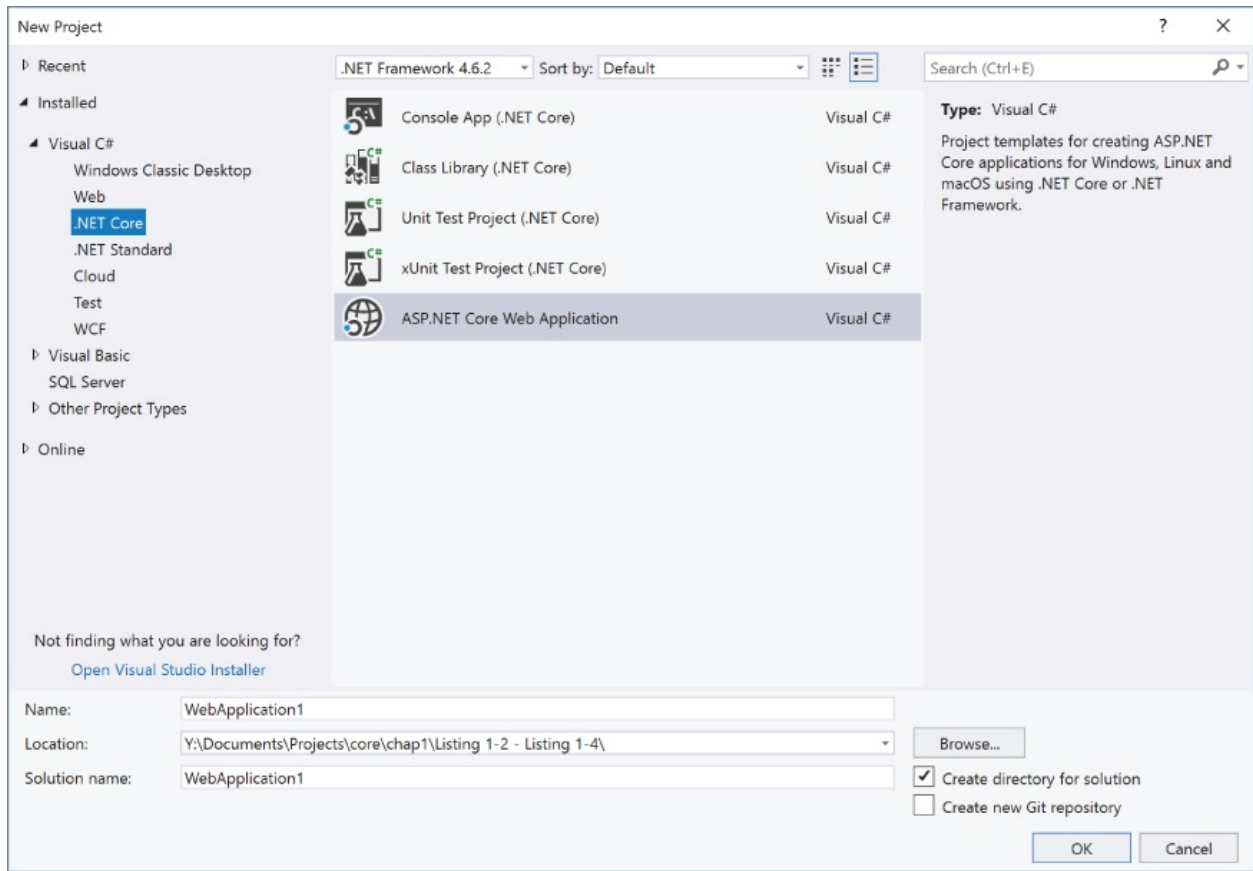 New Project
?
Recent
Installed
Visual C#
Windows Classic Desktop
Web
.NET Core
.NET Standard
Cloud
Test
WCF
Visual Basic
SQL Server
Other Project Types
Online
Not finding what you are looking for?
Open Visual Studio Installer
.NET Framework 4.6.2 Sort by: Default
Console App (.NET Core) Visual C#
Class Library (.NET Core) Visual C#
Unit Test Project (.NET Core) Visual C#
xUnit Test Project (.NET Core) Visual C#
ASP.NET Core Web Application Visual C#
Search (Ctrl+E)
Type: Visual C#
Project templates for creating ASP.NET
Core applications for Windows, Linux and
macOS using .NET Core or .NET
Framework.
Name: WebApplication1
Location: Y:\Documents\Projects\core\chap1\Listing 1-2 - Listing 1-4\
Browse...
Solution name: WebApplication1
Create directory for solution
Create new Git repository
OK Cancel